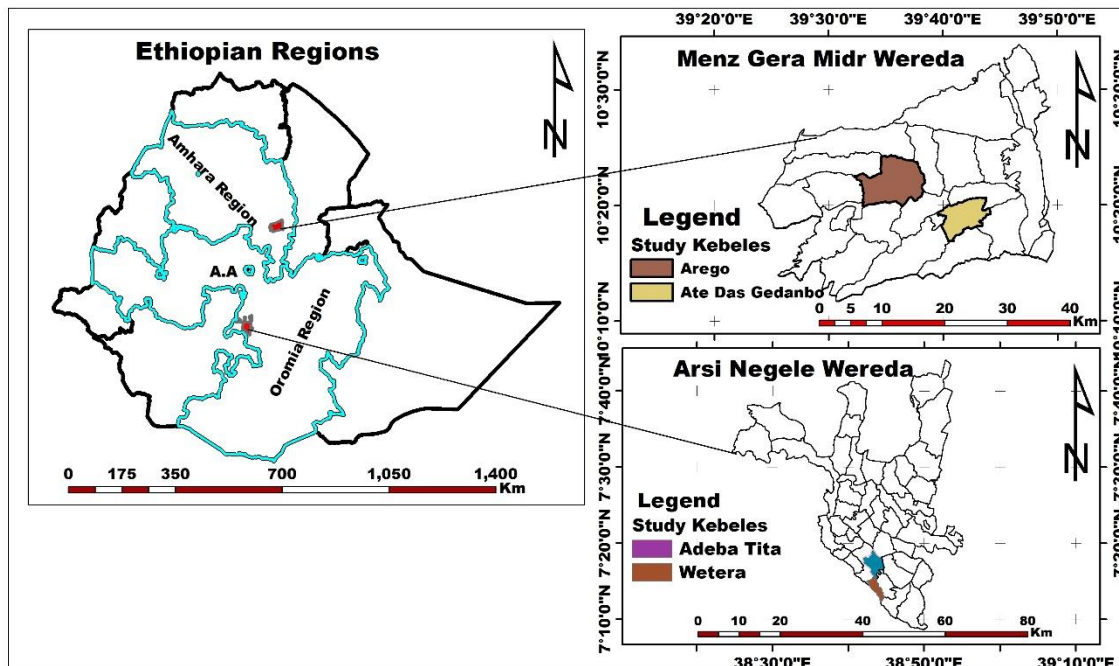 Ethiopian Regions
N
Amhara Region
A.A
Oromia Region
0 175 350 700 1,050 1,400
Km
39°20'0"E 39°30'0"E 39°40'0"E 39°50'0"E
Menz Gera Midr Wereda
N
10°30'0"N
10°20'0"N
10°10'0"N
Legend
Study Kebeles
Arego
Ate Das Gedanbo
0 5 10 20 30 40
Km
Arsi Negele Wereda
N
7°40'0"N
7°40'0"N
7°30'0"N
7°20'0"N
7°10'0"N
Legend
Study Kebeles
Adeba Tita
Wetera
0 5 10 20 40 60 80
Km
38°30'0"E 38°50'0"E 39°10'0"E